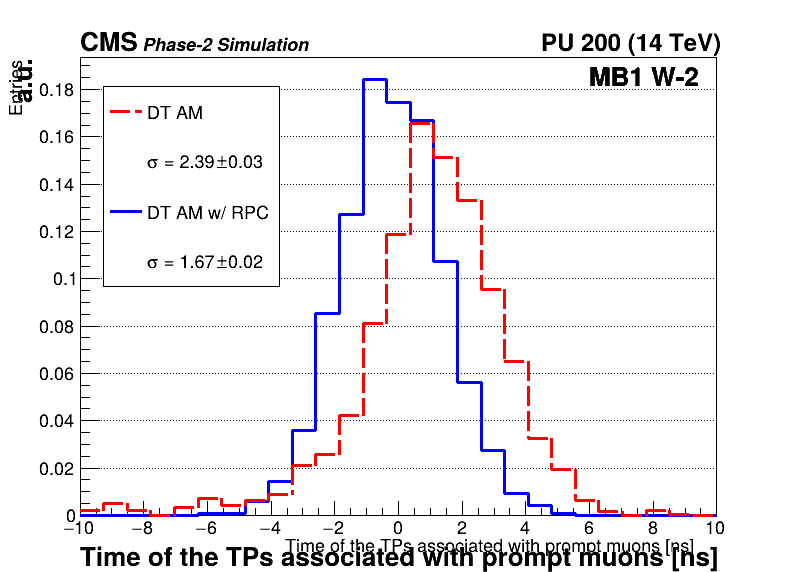 CMS Phase-2 Simulation PU 200 (14 TeV)
Entries
a.u.
MB1 W-2
DT AM
σ = 2.39±0.03
DT AM w/ RPC
σ = 1.67±0.02
0.18
0.16
0.14
0.12
0.1
0.08
0.06
0.04
0.02
0
−10 −8 −6 −4 −2 0 2 4 6 8 10
Time of the TPs associated with prompt muons [ns]
Time of the TPs associated with prompt muons [ns]